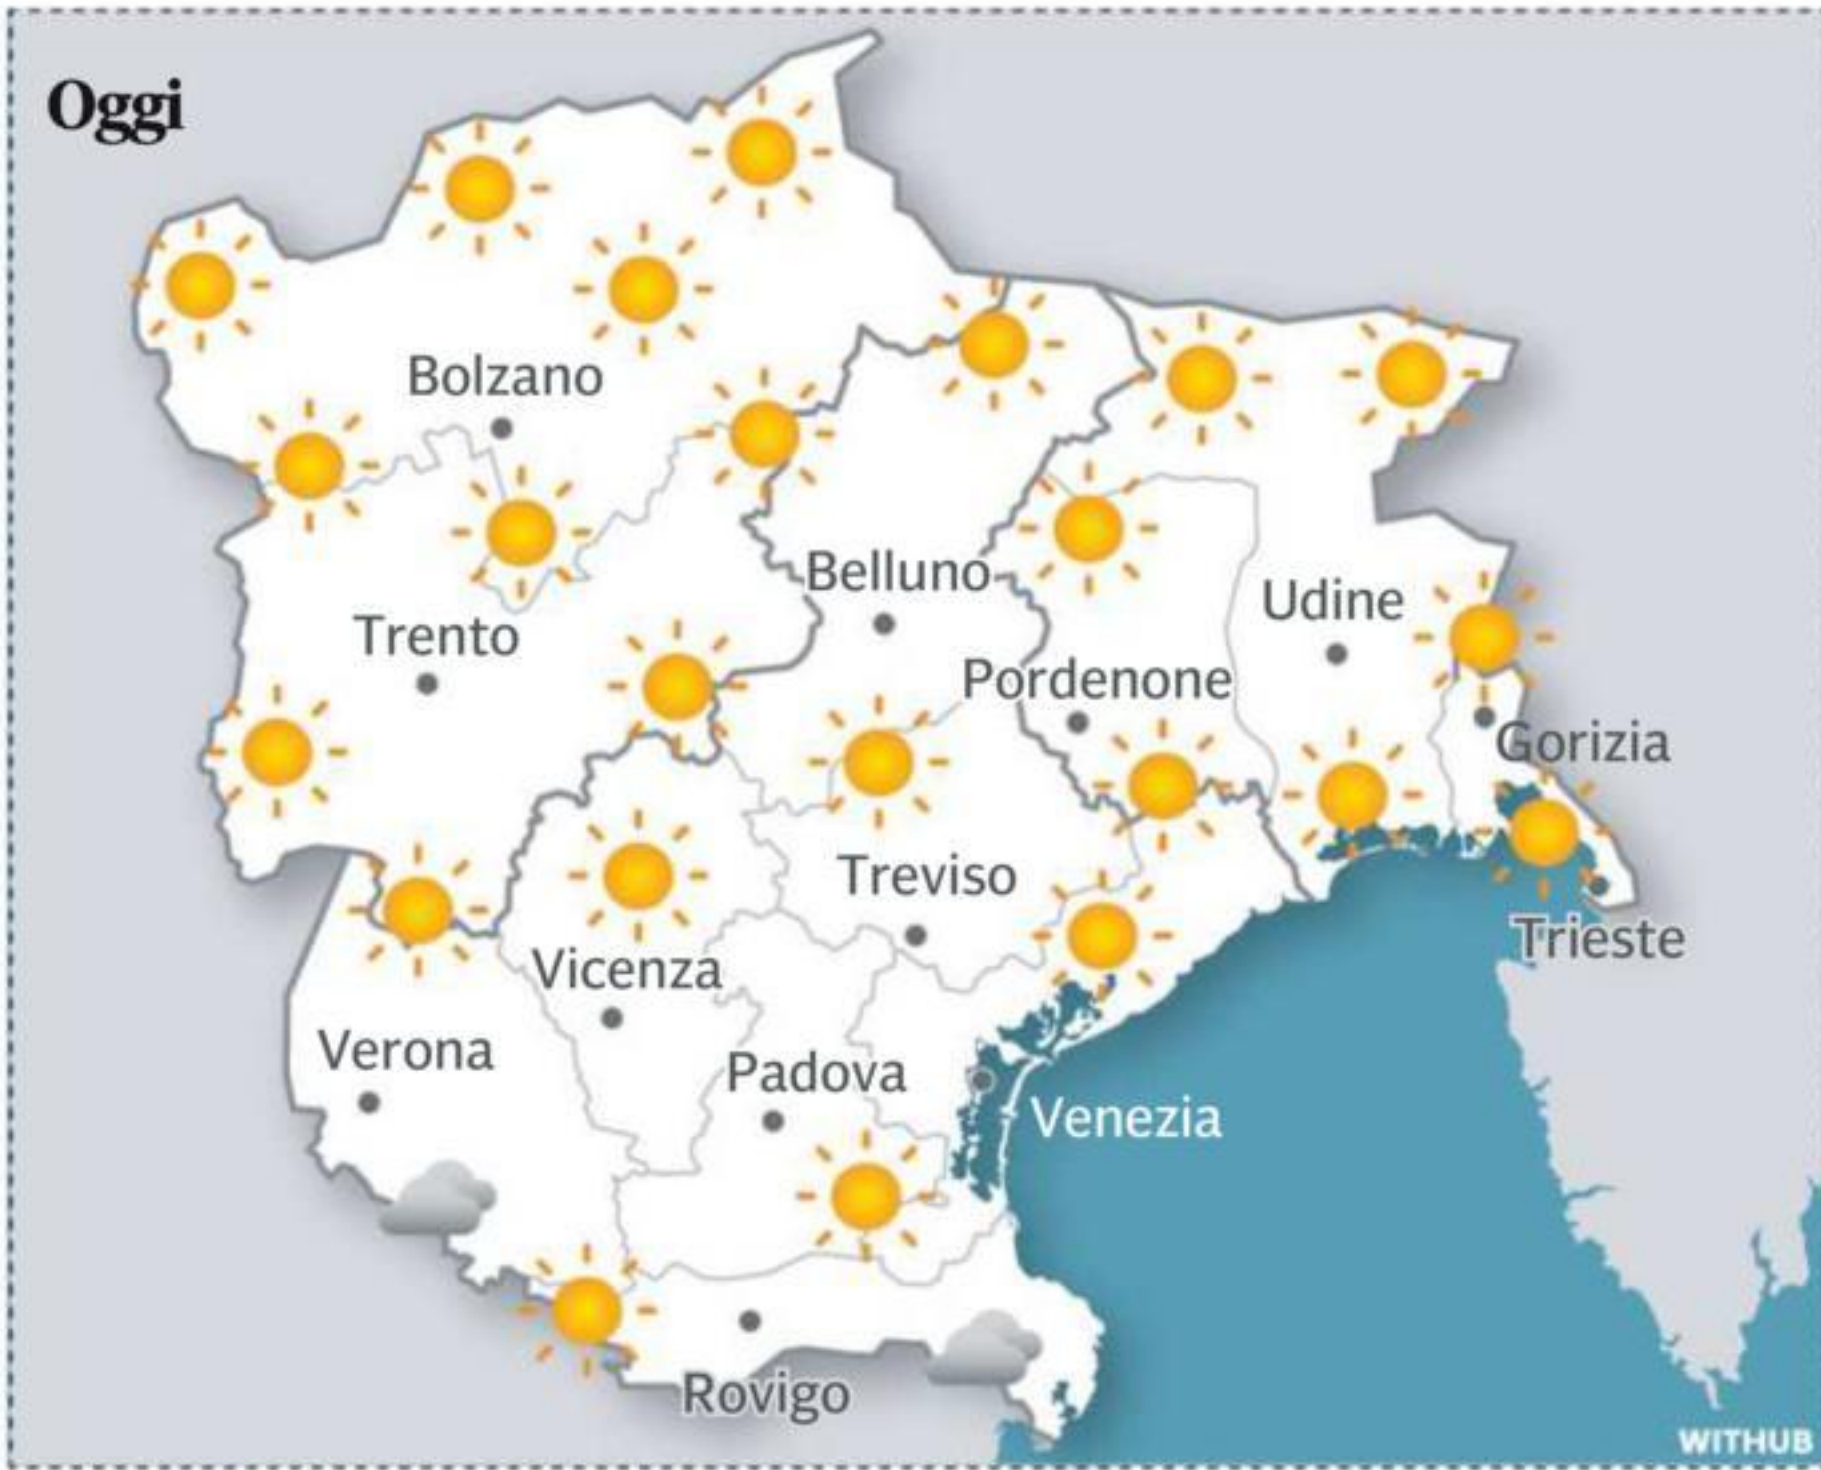 Oggi
Bolzano
Belluno
Udine
Trento
Pordenone
Gorizia
Treviso
Trieste
Vicenza
Verona
Padova
Venezia
Rovigo
WITHUB